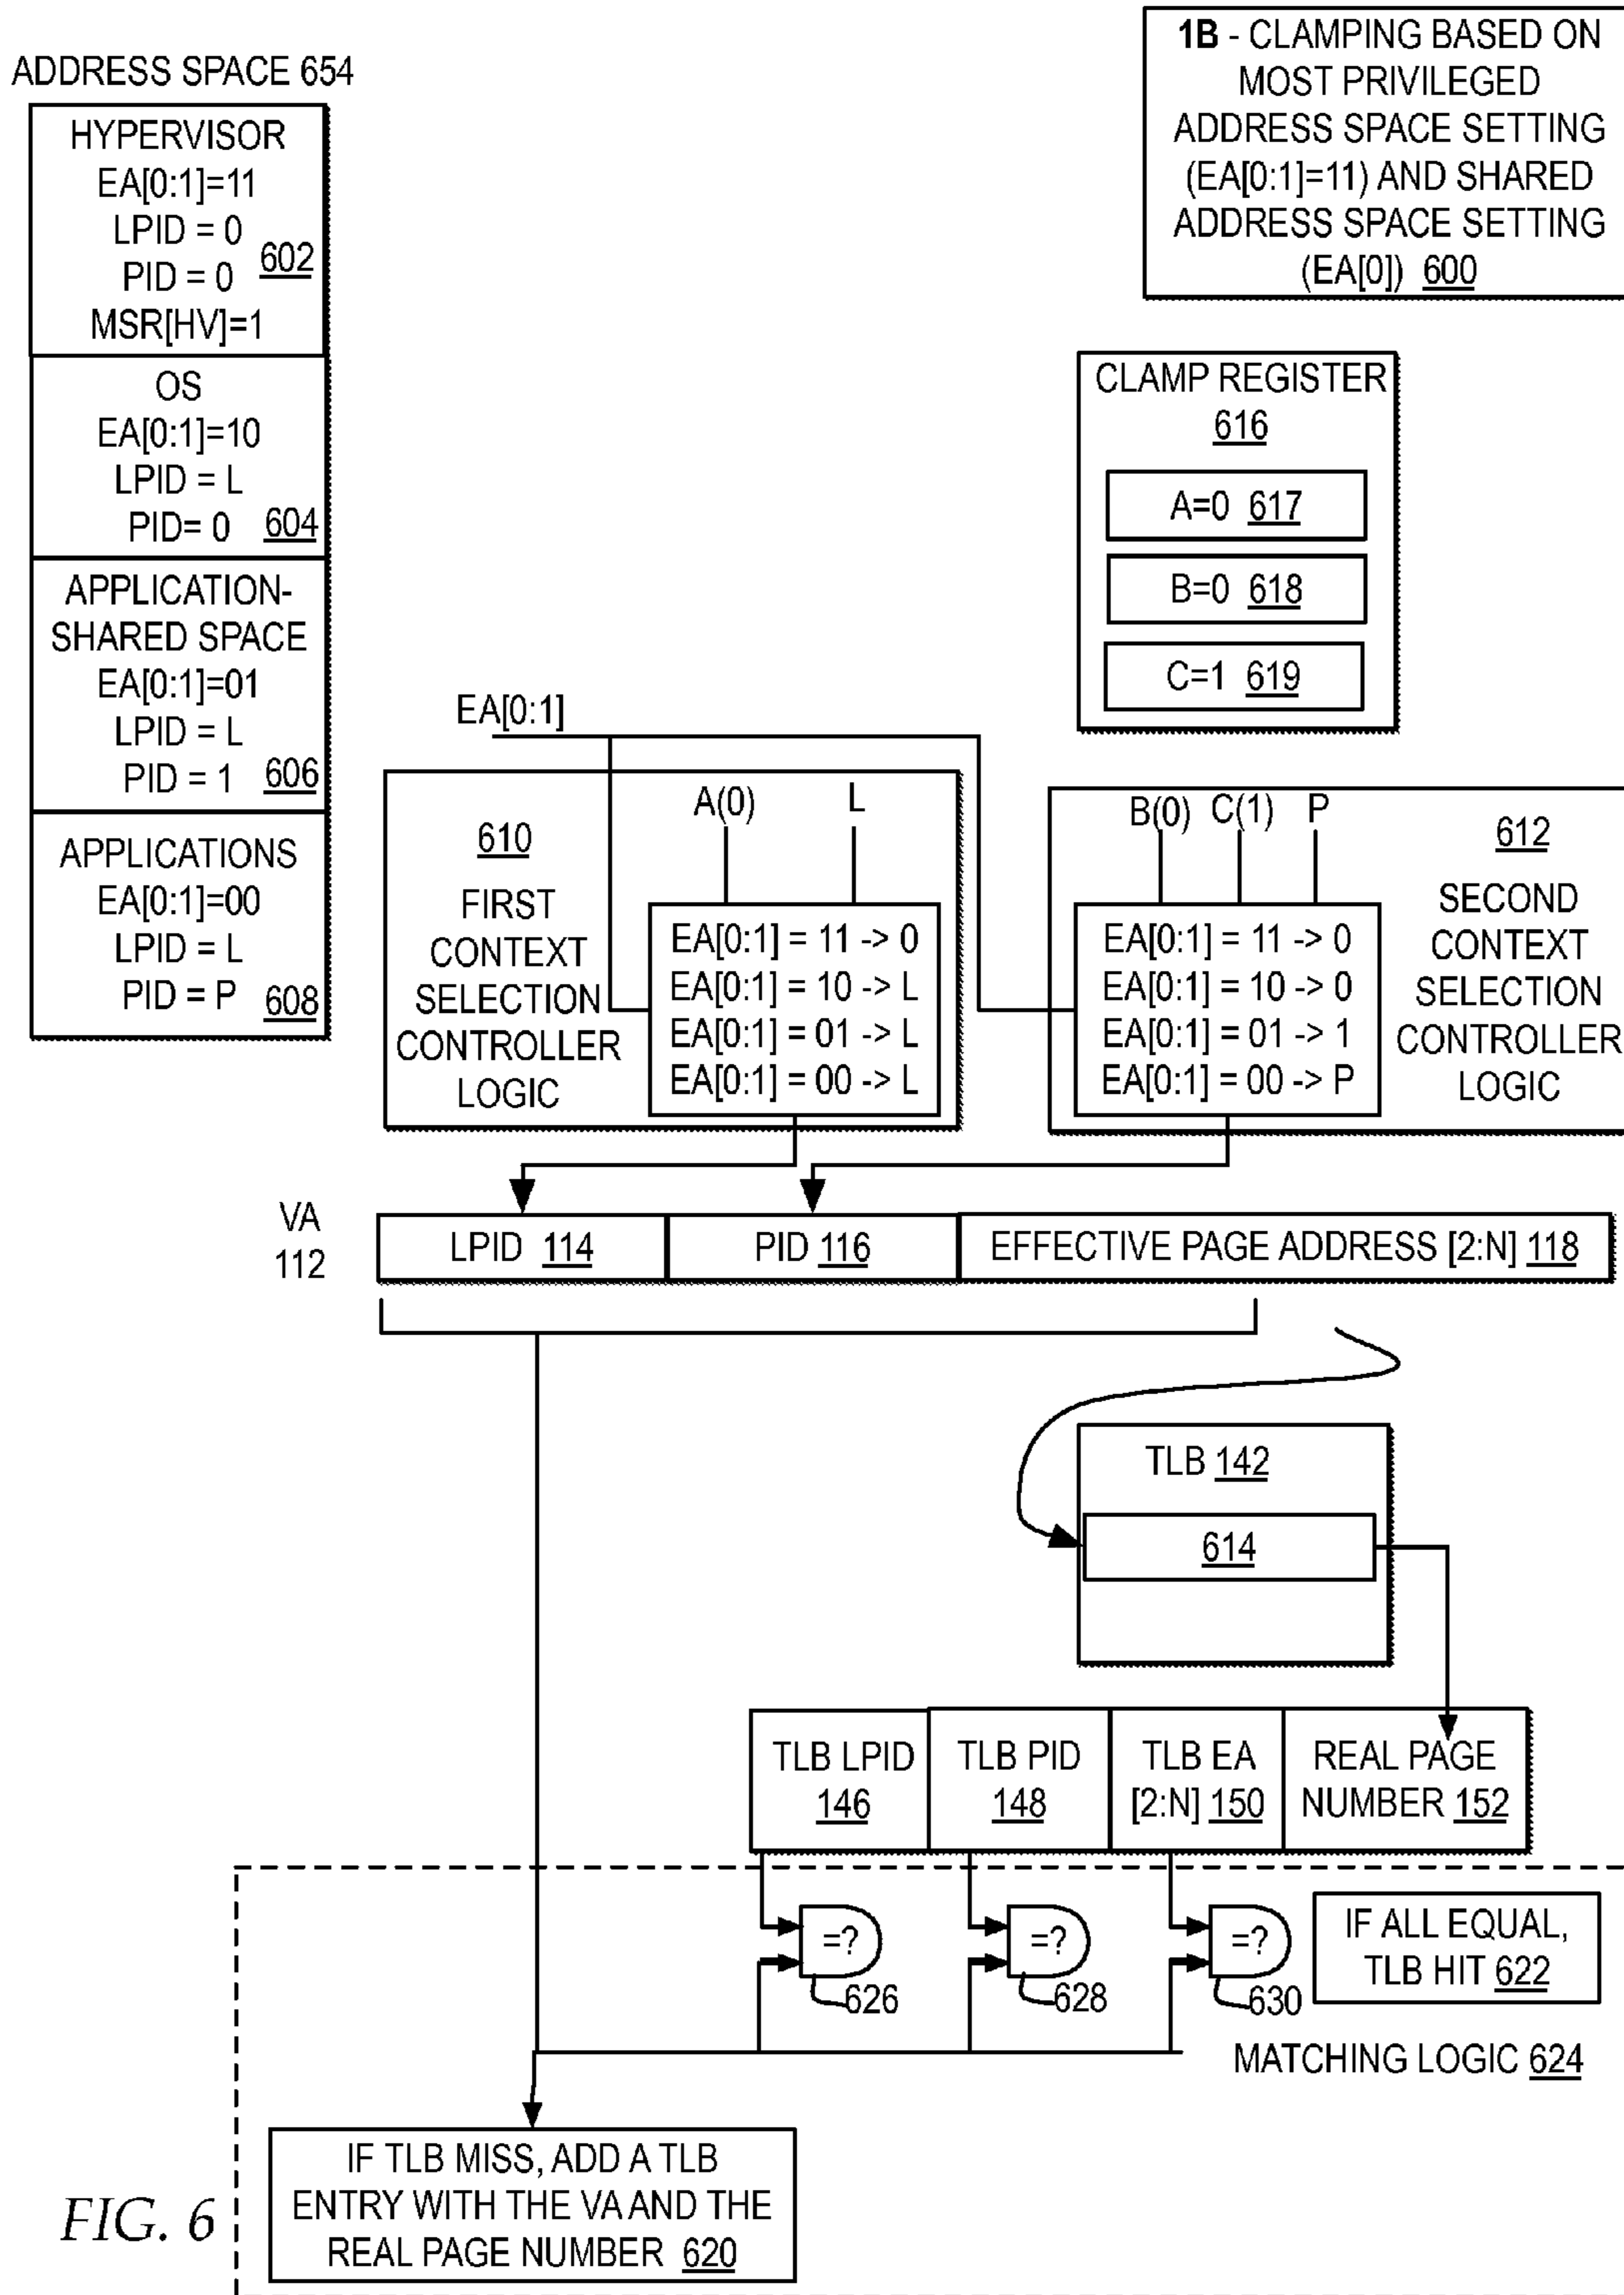 1B - CLAMPING BASED ON
MOST PRIVILEGED
ADDRESS SPACE SETTING
(EA[0:1]=11) AND SHARED
ADDRESS SPACE SETTING
(EA[0]) 600
ADDRESS SPACE 654
HYPERVISOR
EA[0:1]=11
LPID = 0
PID = 0 602
MSR[HV]=1
OS
EA[0:1]=10
LPID = L
PID= 0 604
APPLICATION-
SHARED SPACE
EA[0:1]=01
LPID = L
PID = 1 606
APPLICATIONS
EA[0:1]=00
LPID = L
PID = P 608
CLAMP REGISTER
616
A=0 617
B=0 618
C=1 619
EA[0:1]
610
FIRST
CONTEXT
SELECTION
CONTROLLER
LOGIC
A(0) L
EA[0:1] = 11 -> 0
EA[0:1] = 10 -> L
EA[0:1] = 01 -> L
EA[0:1] = 00 -> L
B(0) C(1) P
EA[0:1] = 11 -> 0
EA[0:1] = 10 -> 0
EA[0:1] = 01 -> 1
EA[0:1] = 00 -> P
612
SECOND
CONTEXT
SELECTION
CONTROLLER
LOGIC
VA
112
LPID 114
PID 116
EFFECTIVE PAGE ADDRESS [2:N] 118
TLB 142
614
TLB LPID
146
TLB PID
148
TLB EA
[2:N] 150
REAL PAGE
NUMBER 152
=?
626
=?
628
=?
630
IF ALL EQUAL,
TLB HIT 622
MATCHING LOGIC 624
IF TLB MISS, ADD A TLB
ENTRY WITH THE VA AND THE
REAL PAGE NUMBER 620
FIG. 6